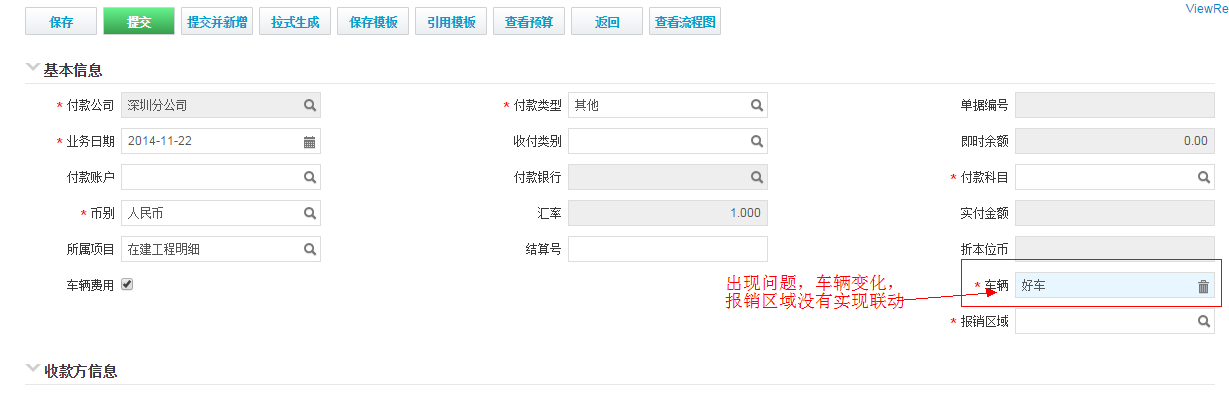 ViewRe
保存 提交 提交并新增 拉式生成 保存模板 引用模板 查看预算 返回 查看流程图
基本信息
* 付款公司 深圳分公司 * 付款类型 其他 单据编号
* 业务日期 2014-11-22 收付类别 即时余额 0.00
付款账户 付款银行 * 付款科目
* 币别 人民币 汇率 1.000 实付金额
所属项目 在建工程明细 结算号 折本位币
车辆费用 * 车辆 好车
出现问题，车辆变化，
报销区域没有实现联动
* 报销区域
收款方信息